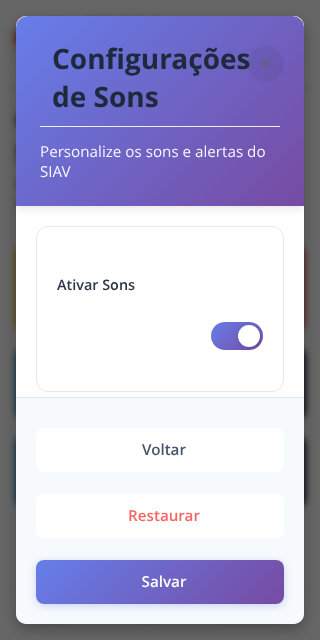 Configurações
de Sons
Personalize os sons e alertas do
SIAV
Ativar Sons
Voltar
Restaurar
Salvar